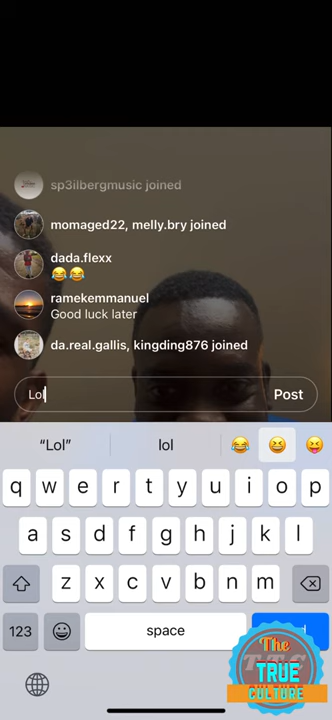 sp3ilbergmusic joined
momaged22, melly.bry joined
dada.flexx
😂😂
ramekemmanuel
Good luck later
da.real.gallis, kingding876 joined
Lol
Post
“Lol”
lol
😂 😆 😝
q w e r t y u i o p
a s d f g h j k l
z x c v b n m
123
space
The
T.T.C
TRUE
CULTURE